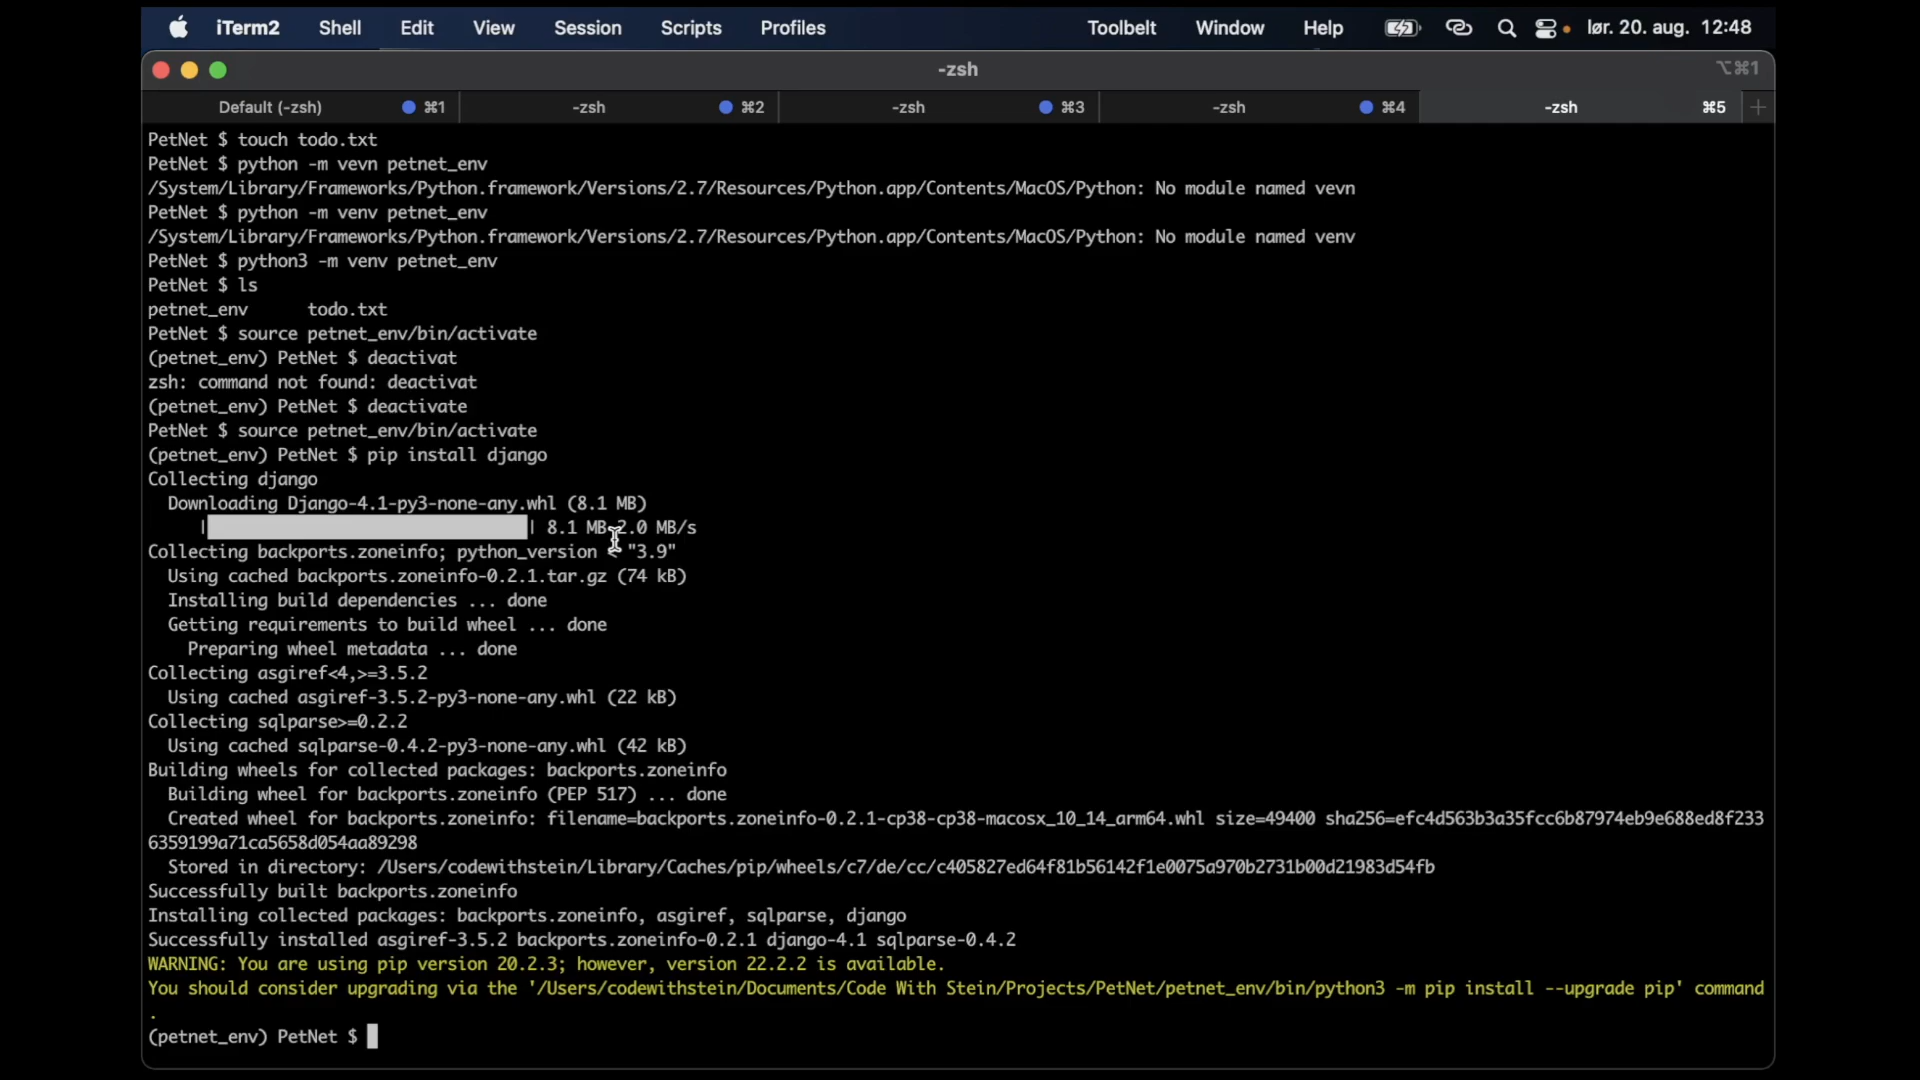 iTerm2 Shell Edit View Session Scripts Profiles Toolbelt Window Help lør. 20. aug. 12:48
-zsh ⌥⌘1
Default (-zsh) ⌘1 -zsh ⌘2 -zsh ⌘3 -zsh ⌘4 -zsh ⌘5 +
PetNet $ touch todo.txt
PetNet $ python -m vevn petnet_env
/System/Library/Frameworks/Python.framework/Versions/2.7/Resources/Python.app/Contents/MacOS/Python: No module named vevn
PetNet $ python -m venv petnet_env
/System/Library/Frameworks/Python.framework/Versions/2.7/Resources/Python.app/Contents/MacOS/Python: No module named venv
PetNet $ python3 -m venv petnet_env
PetNet $ ls
petnet_env      todo.txt
PetNet $ source petnet_env/bin/activate
(petnet_env) PetNet $ deactivat
zsh: command not found: deactivat
(petnet_env) PetNet $ deactivate
PetNet $ source petnet_env/bin/activate
(petnet_env) PetNet $ pip install django
Collecting django
  Downloading Django-4.1-py3-none-any.whl (8.1 MB)
     |████████████████████████████████| 8.1 MB 2.0 MB/s
Collecting backports.zoneinfo; python_version < "3.9"
  Using cached backports.zoneinfo-0.2.1.tar.gz (74 kB)
  Installing build dependencies ... done
  Getting requirements to build wheel ... done
    Preparing wheel metadata ... done
Collecting asgiref<4,>=3.5.2
  Using cached asgiref-3.5.2-py3-none-any.whl (22 kB)
Collecting sqlparse>=0.2.2
  Using cached sqlparse-0.4.2-py3-none-any.whl (42 kB)
Building wheels for collected packages: backports.zoneinfo
  Building wheel for backports.zoneinfo (PEP 517) ... done
  Created wheel for backports.zoneinfo: filename=backports.zoneinfo-0.2.1-cp38-cp38-macosx_10_14_arm64.whl size=49400 sha256=efc4d563b3a35fcc6b87974eb9e688ed8f233
6359199a71ca5658d054aa89298
  Stored in directory: /Users/codewithstein/Library/Caches/pip/wheels/c7/de/cc/c405827ed64f81b56142f1e0075a970b2731b00d21983d54fb
Successfully built backports.zoneinfo
Installing collected packages: backports.zoneinfo, asgiref, sqlparse, django
Successfully installed asgiref-3.5.2 backports.zoneinfo-0.2.1 django-4.1 sqlparse-0.4.2
WARNING: You are using pip version 20.2.3; however, version 22.2.2 is available.
You should consider upgrading via the '/Users/codewithstein/Documents/Code With Stein/Projects/PetNet/petnet_env/bin/python3 -m pip install --upgrade pip' command
.
(petnet_env) PetNet $